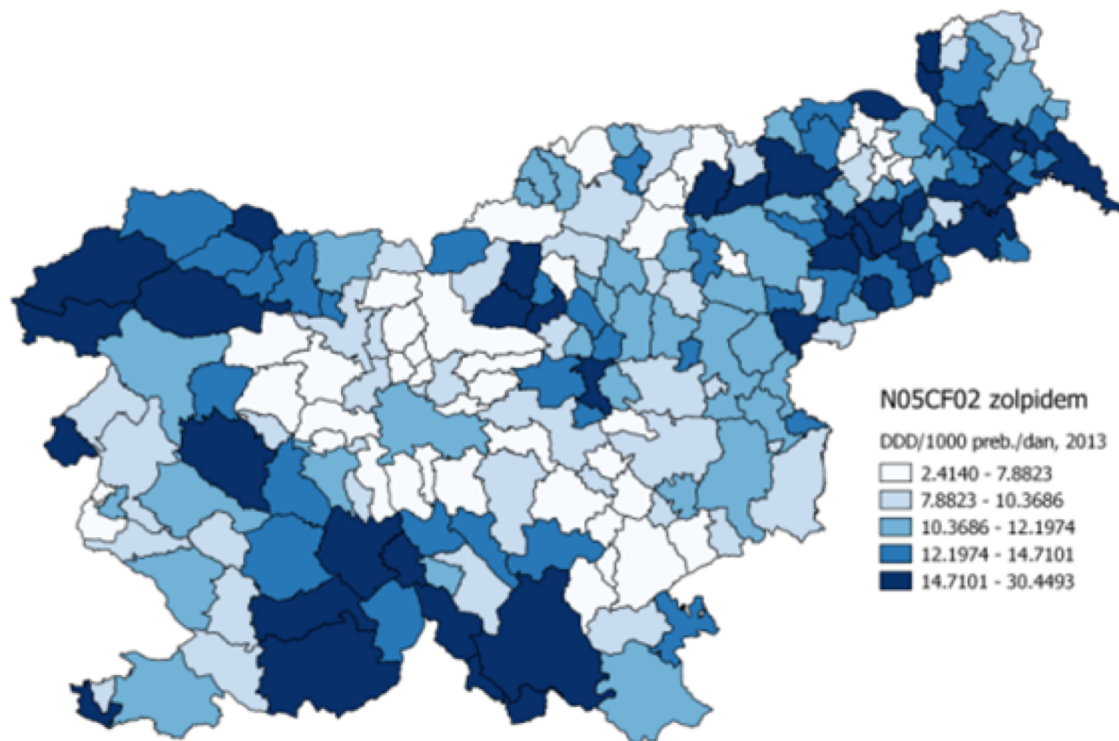 N05CF02 zolpidem
DDD/1000 preb./dan, 2013
2.4140 - 7.8823
7.8823 - 10.3686
10.3686 - 12.1974
12.1974 - 14.7101
14.7101 - 30.4493